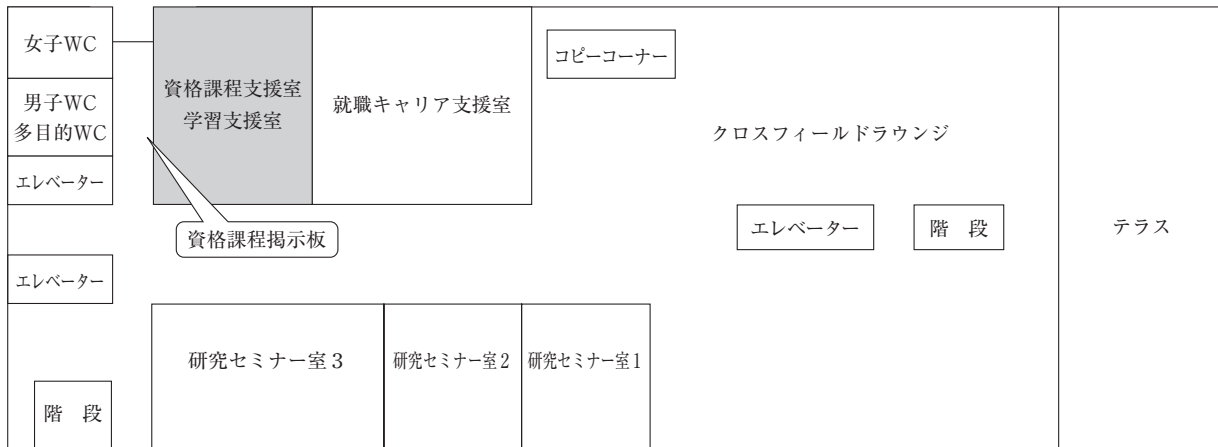 女子WC
男子WC
多目的WC
エレベーター
資格課程支援室
学習支援室
就職キャリア支援室
コピーコーナー
クロスフィールドラウンジ
資格課程掲示板
エレベーター
階　段
テラス
エレベーター
研究セミナー室３
研究セミナー室２
研究セミナー室１
階　段